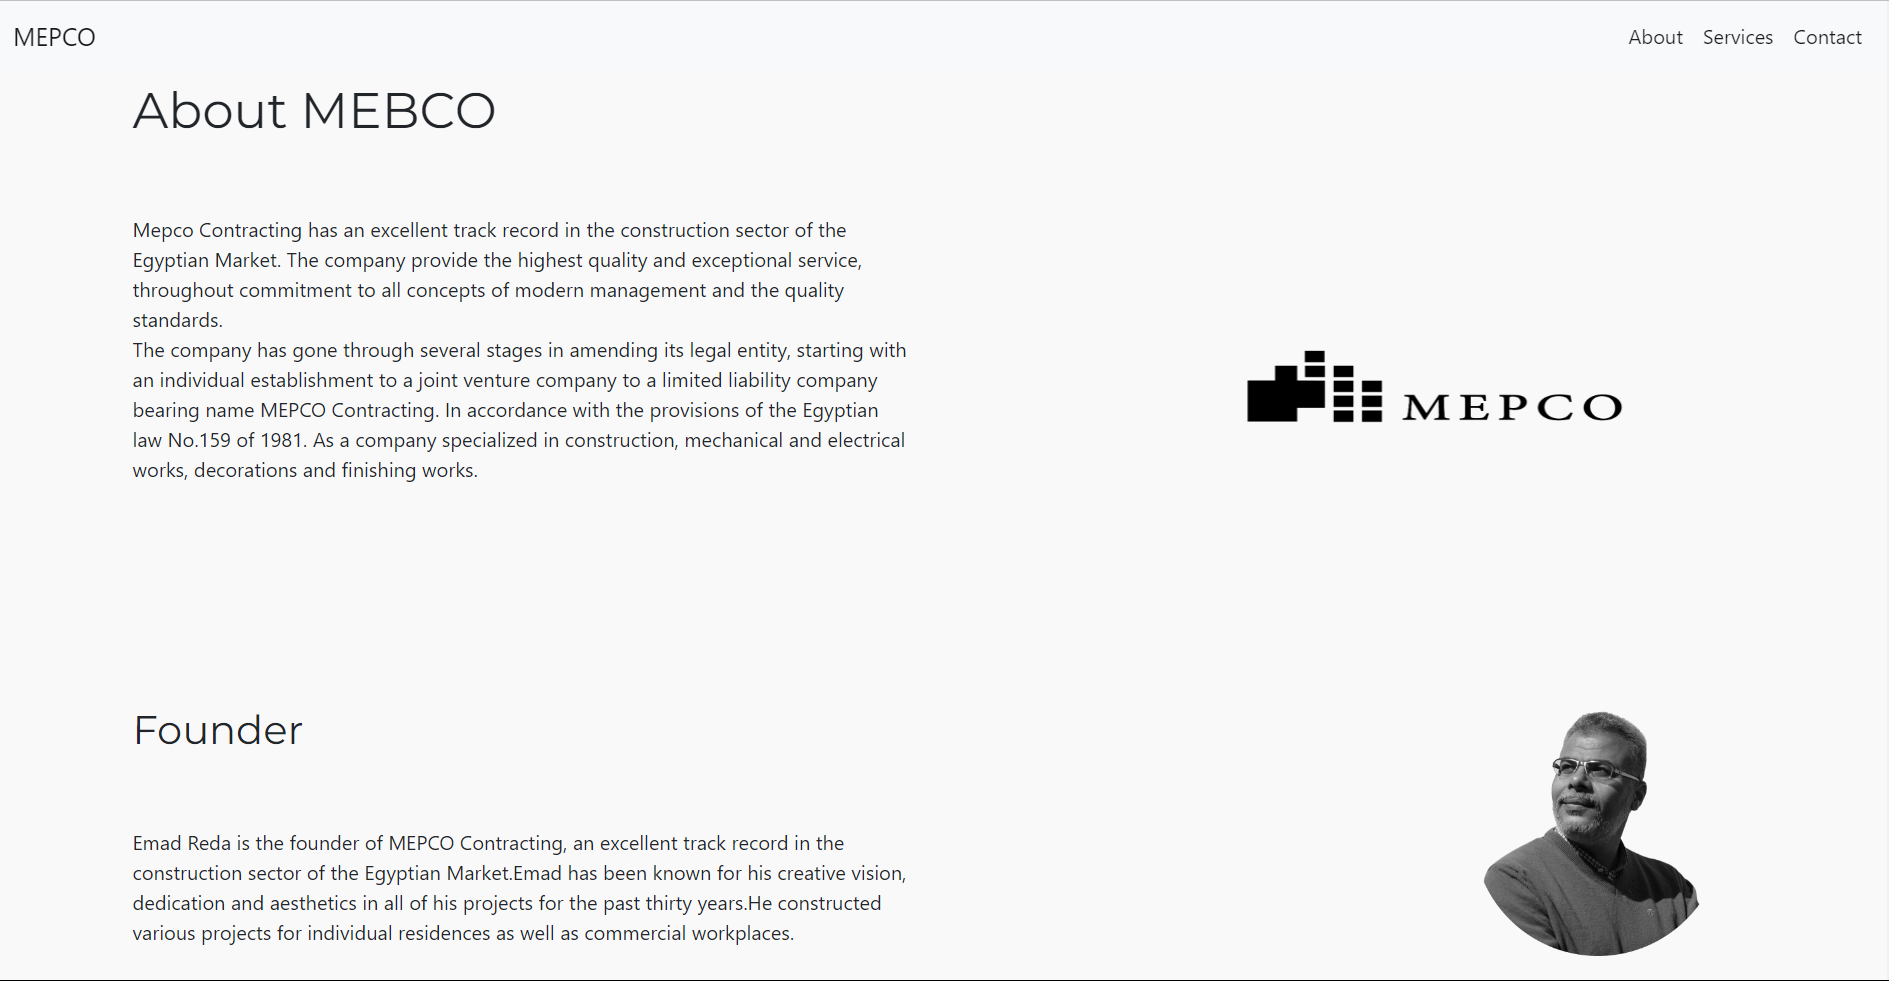 MEPCO
About Services Contact
About MEBCO
Mepco Contracting has an excellent track record in the construction sector of the
Egyptian Market. The company provide the highest quality and exceptional service,
throughout commitment to all concepts of modern management and the quality
standards.
The company has gone through several stages in amending its legal entity, starting with
an individual establishment to a joint venture company to a limited liability company
bearing name MEPCO Contracting. In accordance with the provisions of the Egyptian
law No.159 of 1981. As a company specialized in construction, mechanical and electrical
works, decorations and finishing works.
MEPCO
Founder
Emad Reda is the founder of MEPCO Contracting, an excellent track record in the
construction sector of the Egyptian Market.Emad has been known for his creative vision,
dedication and aesthetics in all of his projects for the past thirty years.He constructed
various projects for individual residences as well as commercial workplaces.